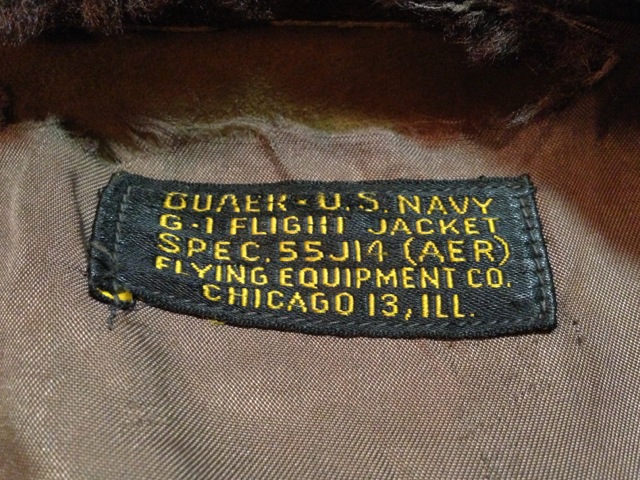 BUAER - U.S. NAVY
G-1 FLIGHT JACKET
SPEC. 55J14 (AER)
FLYING EQUIPMENT CO.
CHICAGO 13, ILL.